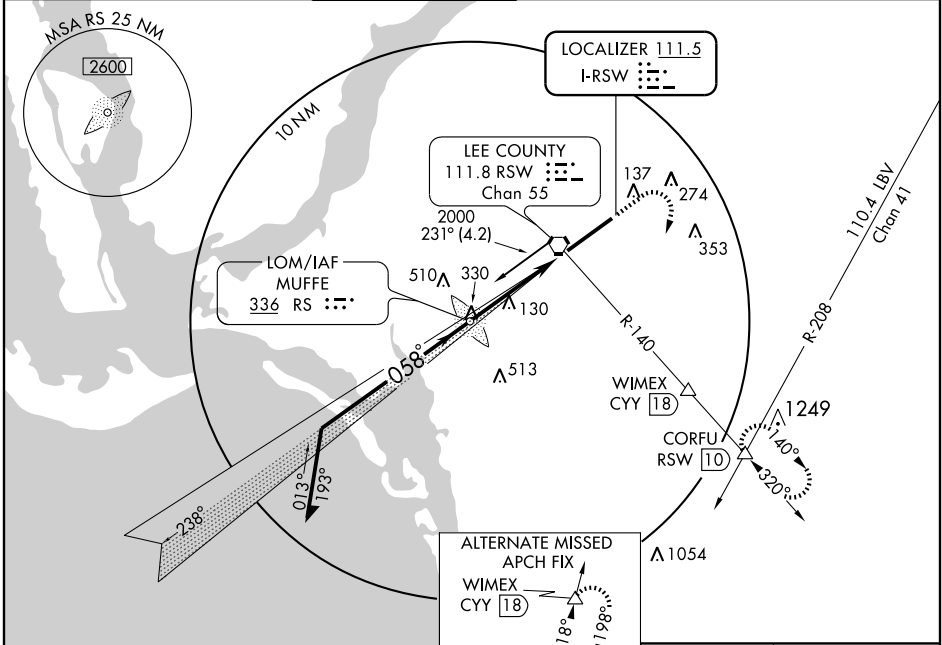 MSA RS 25 NM
2600
10 NM
LOCALIZER 111.5
I-RSW
LEE COUNTY
111.8 RSW
Chan 55
137
274
353
110.4 LBV
Chan 41
2000
231° (4.2)
LOM/IAF
MUFFE
336 RS
510
330
130
513
058°
R-140
R-208
WIMEX
CYY 18
1249
CORFU
RSW 10
140°
320°
013°
193°
238°
1054
ALTERNATE MISSED
APCH FIX
WIMEX
CYY 18
18°
198°